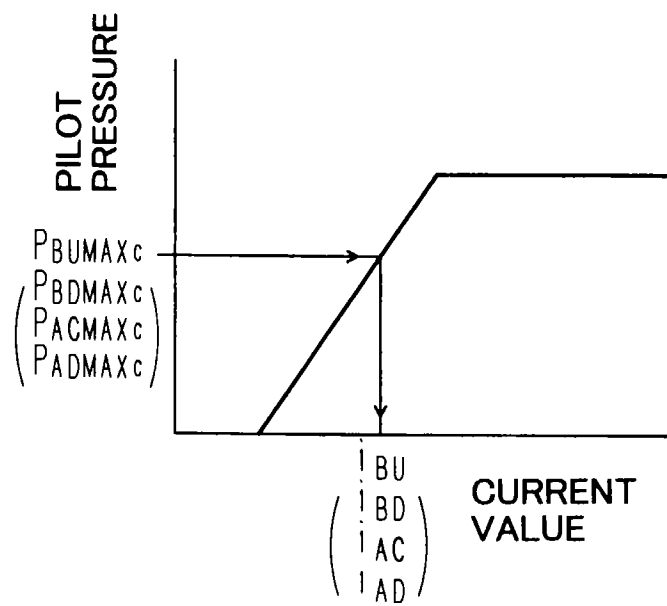 PILOT
PRESSURE
PBUMAXc
(PBDMAXc
PACMAXc
PADMAXc)
iBU
(iBD
iAC
iAD)
CURRENT
VALUE